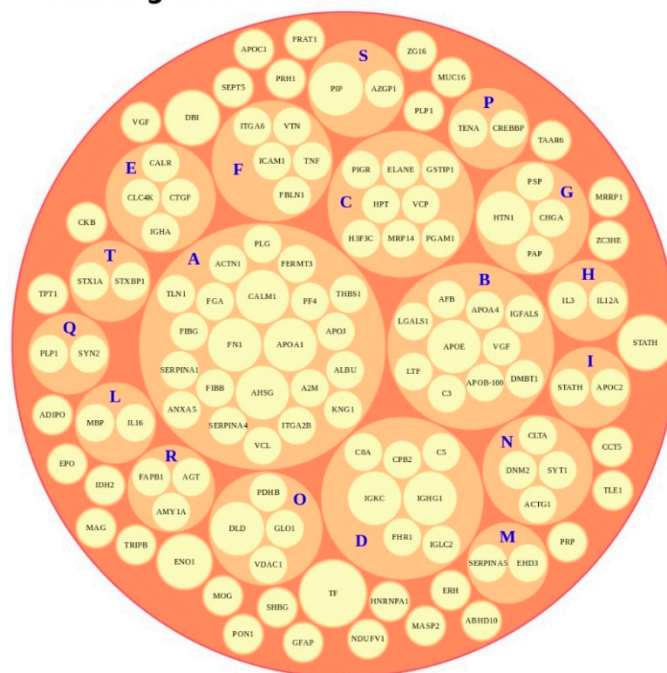 FRAT1
APOC1
S
ZG16
PRH1
MUC16
SEPT5
PIP
AZGP1
PLP1
P
VGF
DBI
ITGA6
VTN
TENA
CREBBP
TAAR6
E
CALR
F
ICAM1
TNF
FBLN1
PIGR
ELANE
GSTIP1
C
HPT
VCP
H3F3C
MRP14
PGAM1
PSP
G
HTN1
CHGA
PAP
MRRF1
ZC3HE
CLC4K
CTGF
IGHA
CKB
T
STX1A
STXBP1
TPT1
A
PLG
ACTN1
FERMT3
TLN1
CALM1
THBS1
FGA
PF4
FIBG
FN1
APOA1
APOJ
SERPINA1
ALBU
FIBB
AHSG
A2M
ANXA5
KNG1
SERPINA4
ITGA2B
VCL
B
AFB
APOA4
IGFALS
LGALS1
APOE
VGF
LTF
APOB-100
DMBT1
C3
H
IL3
IL12A
STATH
I
STATH
APOC2
Q
PLP1
SYN2
L
MBP
IL16
ADIPO
EPO
IDH2
R
FAPB1
AGT
AMY1A
MAG
TRIPB
ENO1
PDHB
O
DLD
GLO1
VDAC1
C8A
CPB2
C5
IGKC
IGHG1
D
FHR1
IGLC2
N
CLTA
DNM2
SYT1
ACTG1
CCT5
TLE1
M
SERPINA5
EHD3
PRP
MOG
SHBG
TF
HNRNPA1
ERH
ABHD10
PON1
GFAP
NDUFV1
MASP2